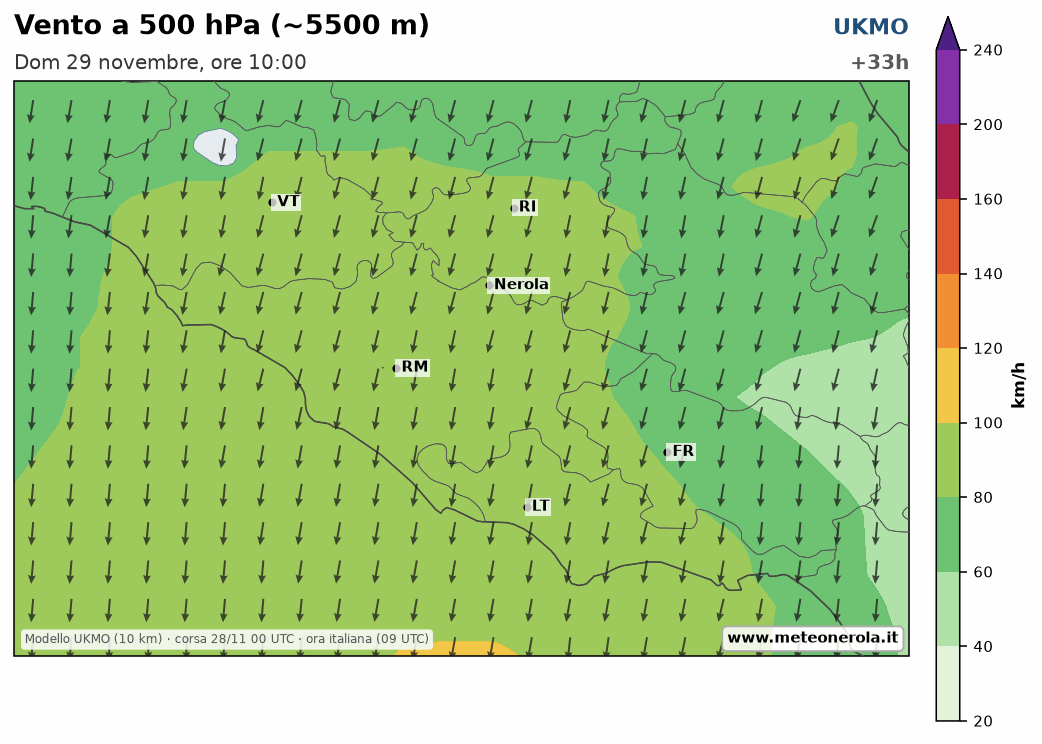 Vento a 500 hPa (~5500 m)
UKMO
Dom 29 novembre, ore 10:00
+33h
VT
RI
Nerola
RM
FR
LT
Modello UKMO (10 km) · corsa 28/11 00 UTC · ora italiana (09 UTC)
www.meteonerola.it
240
200
160
140
120
100
80
60
40
20
km/h